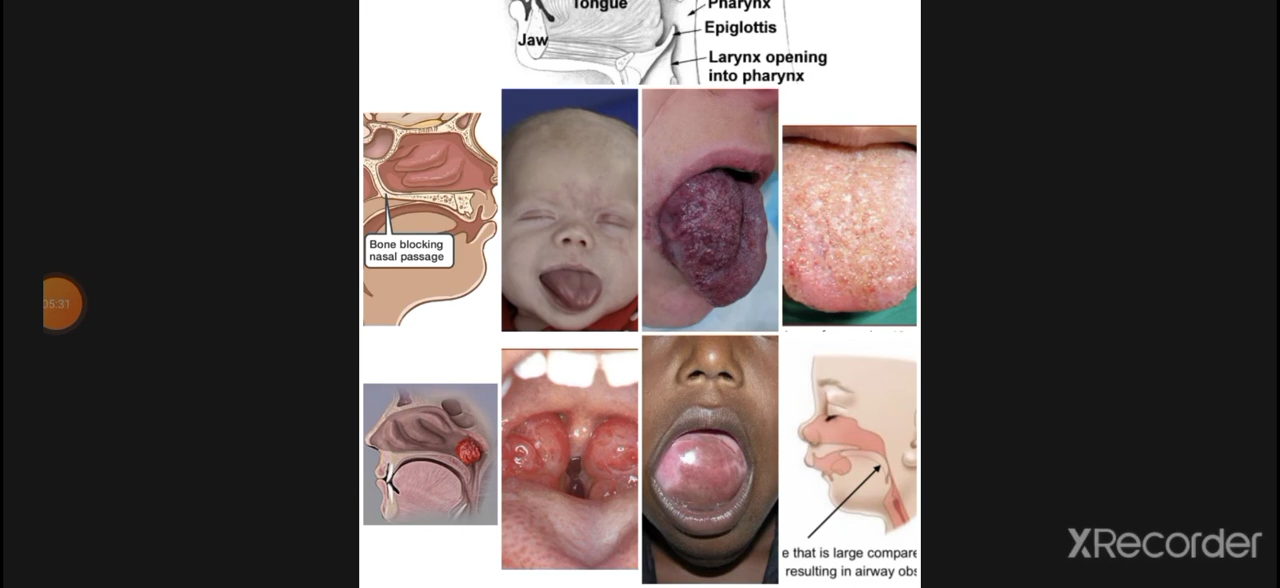 Tongue
Pharynx
Epiglottis
Jaw
Larynx opening
into pharynx
Bone blocking
nasal passage
05:31
e that is large compare
resulting in airway obs
XRecorder